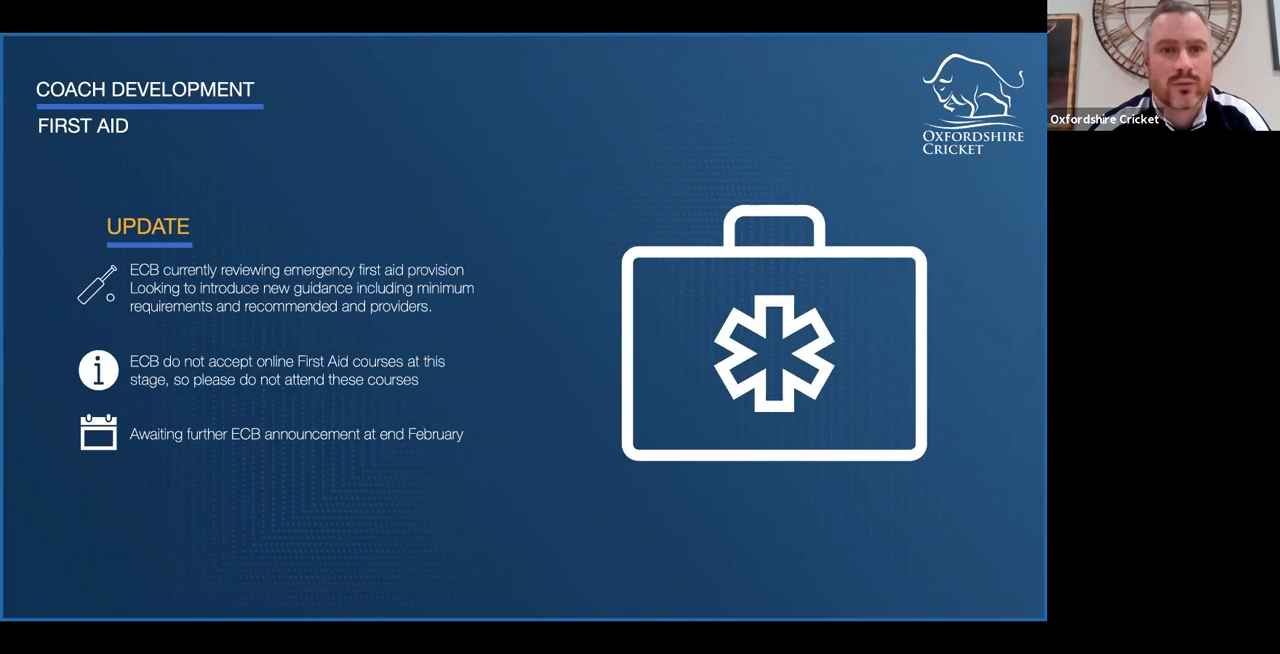 COACH DEVELOPMENT
FIRST AID
OXFORDSHIRE
CRICKET
Oxfordshire Cricket
UPDATE
ECB currently reviewing emergency first aid provision
Looking to introduce new guidance including minimum
requirements and recommended and providers.
ECB do not accept online First Aid courses at this
stage, so please do not attend these courses
Awaiting further ECB announcement at end February